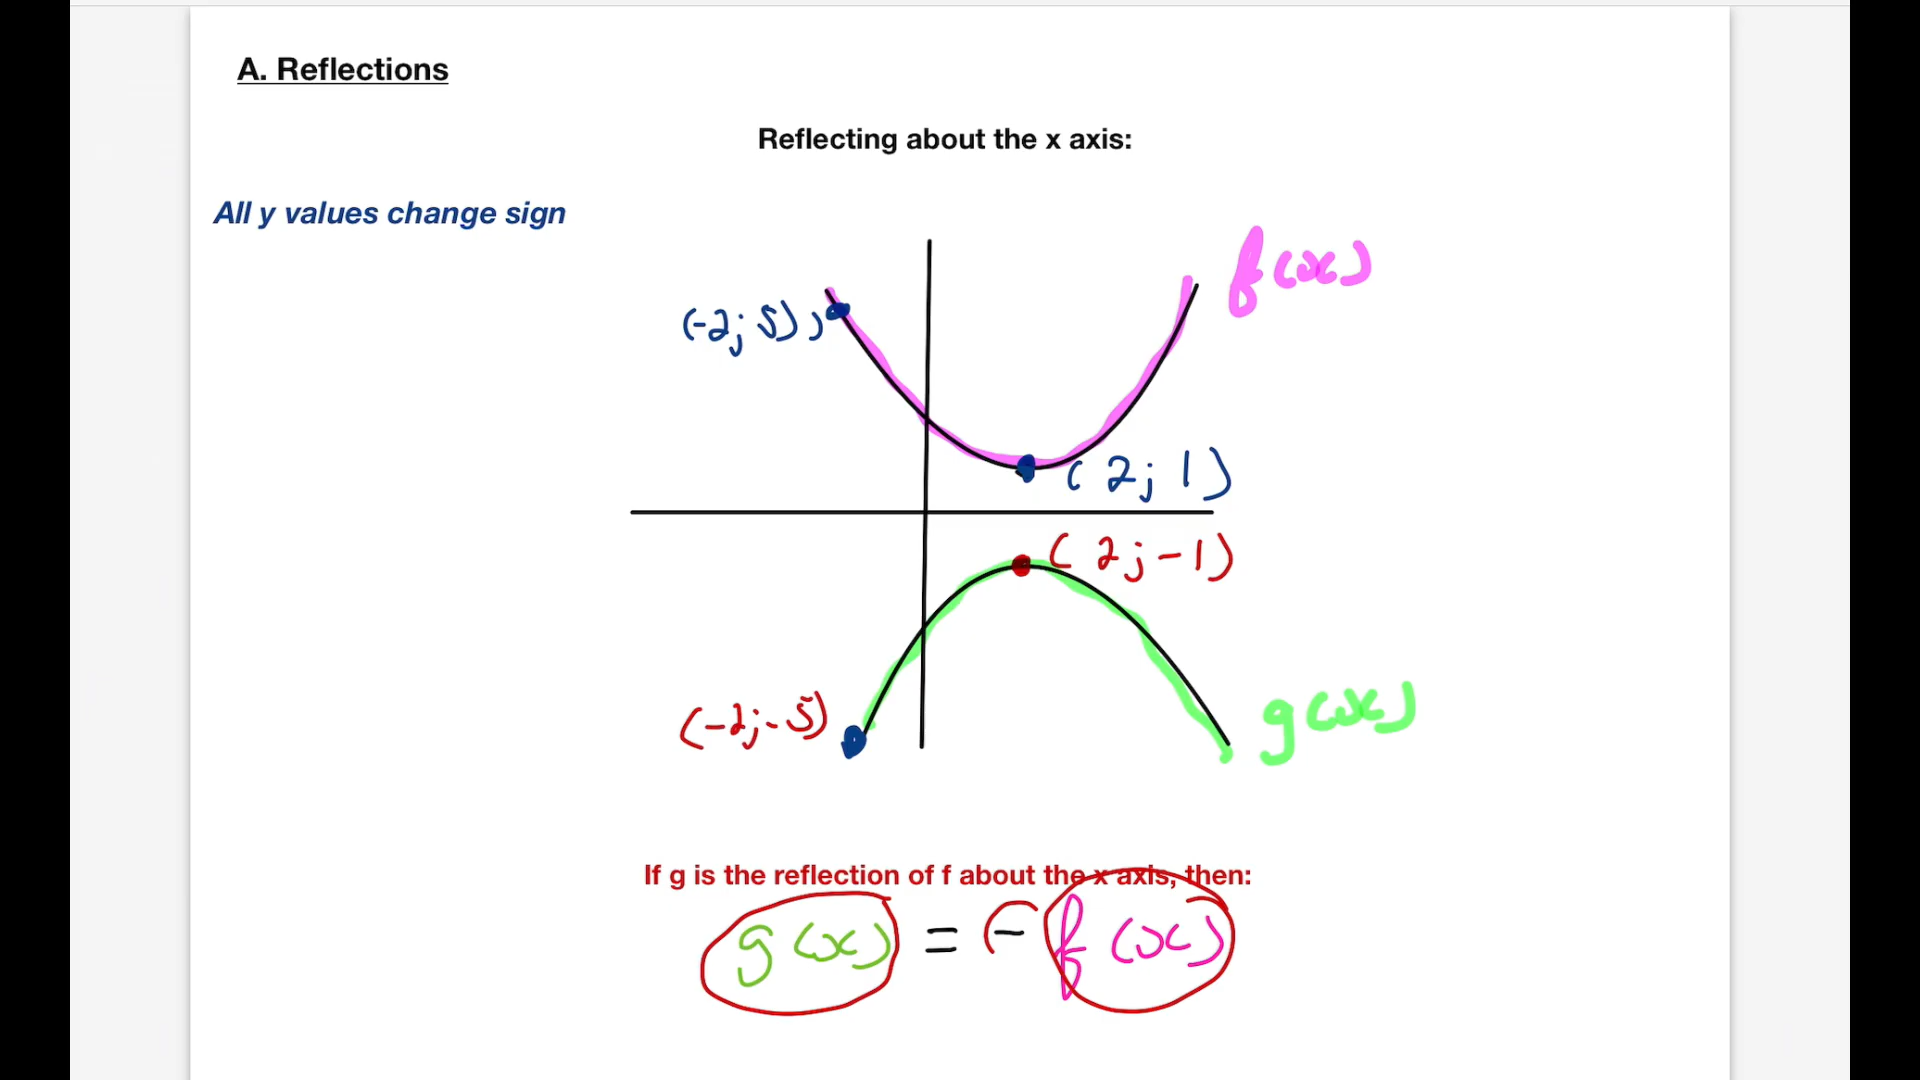 A. Reflections
Reflecting about the x axis:
All y values change sign
f(x)
(-2; 5)
(2; 1)
(2; -1)
(-2; -5)
g(x)
If g is the reflection of f about the x axis, then:
g(x) = - f(x)